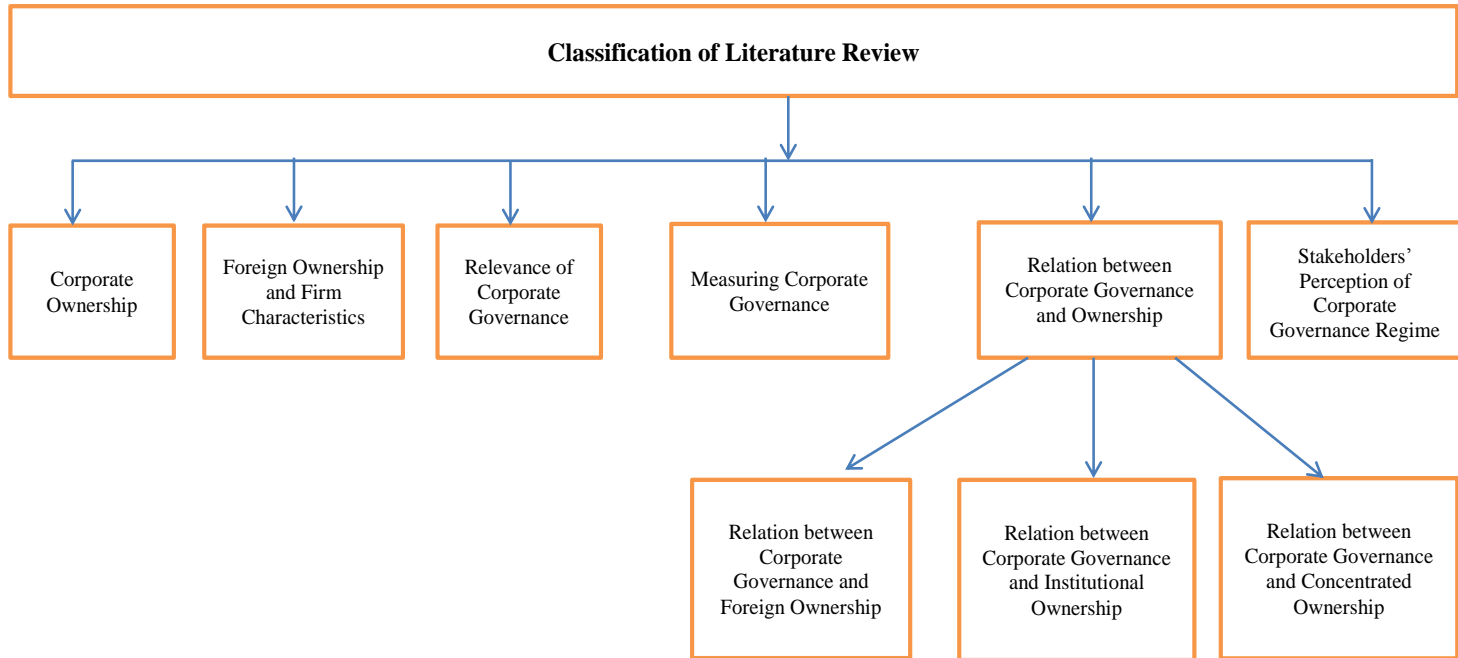 Classification of Literature Review
Corporate
Ownership
Foreign Ownership
and Firm
Characteristics
Relevance of
Corporate
Governance
Measuring Corporate
Governance
Relation between
Corporate Governance
and Ownership
Stakeholders’
Perception of
Corporate
Governance Regime
Relation between
Corporate
Governance and
Foreign Ownership
Relation between
Corporate Governance
and Institutional
Ownership
Relation between
Corporate Governance
and Concentrated
Ownership